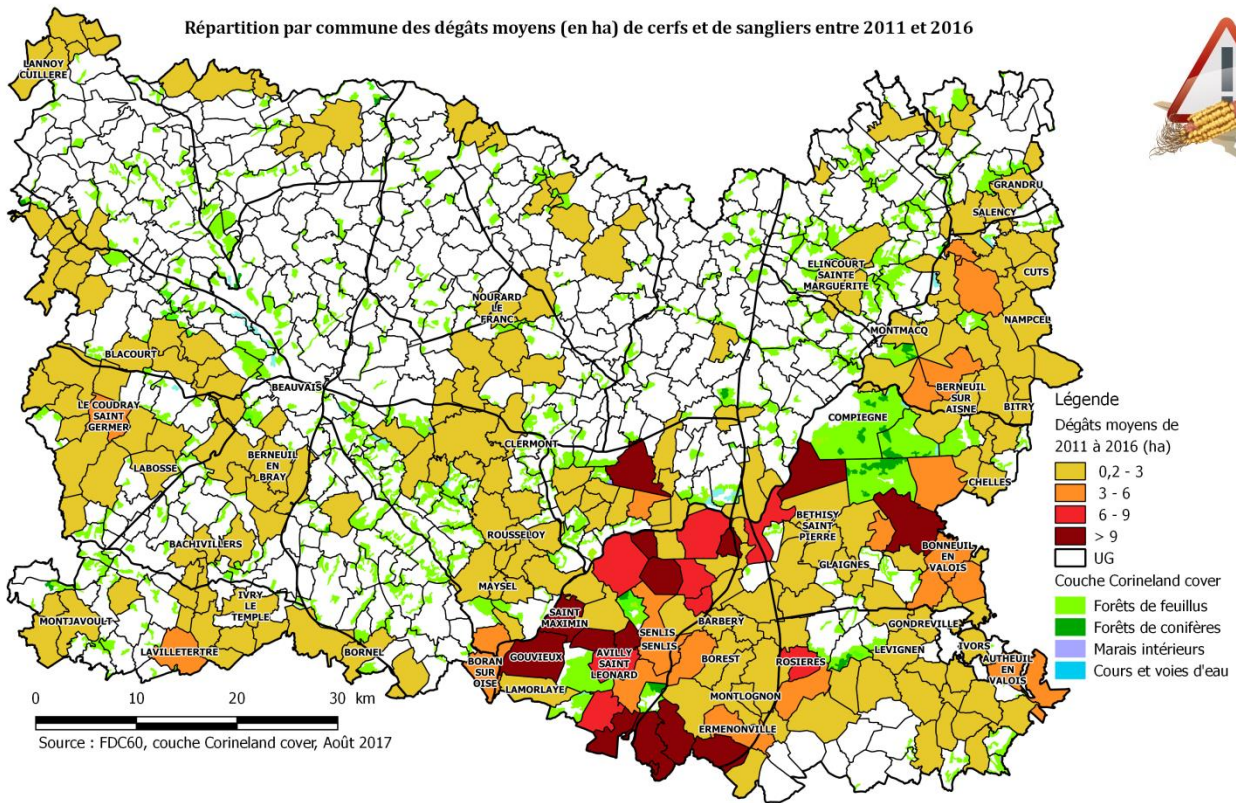 Répartition par commune des dégâts moyens (en ha) de cerfs et de sangliers entre 2011 et 2016
LANNOY
CUILLERE
GRANDRU
SALENCY
ELINCOURT
SAINTE
MARGUERITE
CUTS
NOURARD
LE
FRANC
NAMPCEL
MONTMACQ
BLACOURT
BEAUVAIS
BERNEUIL
SUR
AISNE
BITRY
LE COUDRAY
SAINT
GERMER
COMPIEGNE
CLERMONT
LABOSSE
BERNEUIL
EN
BRAY
CHELLES
BETHISY
SAINT
PIERRE
ROUSSELOY
BACHIVILLERS
BONNEUIL
EN
VALOIS
GLAIGNES
MAYSEL
IVRY
LE
TEMPLE
SAINT
MAXIMIN
BARBERY
MONTJAVOULT
GONDREVILLE
SENLIS
SENLIS
LAVILLETERTRE
BORNEL
GOUVIEUX
AVILLY
SAINT
LEONARD
BOREST
ROSIERES
LEVIGNEN
IVORS
AUTHEUIL
EN
VALOIS
BORAN
SUR
OISE
LAMORLAYE
MONTLOGNON
ERMENONVILLE
Légende
Dégâts moyens de
2011 à 2016 (ha)
0,2 - 3
3 - 6
6 - 9
> 9
UG
Couche Corineland cover
Forêts de feuillus
Forêts de conifères
Marais intérieurs
Cours et voies d'eau
0 10 20 30 km
Source : FDC60, couche Corineland cover, Août 2017